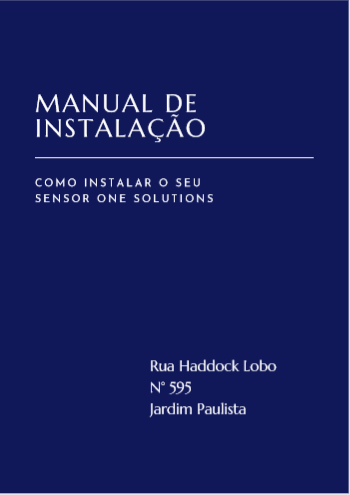 MANUAL DE
INSTALAÇÃO
COMO INSTALAR O SEU
SENSOR ONE SOLUTIONS
Rua Haddock Lobo
N° 595
Jardim Paulista